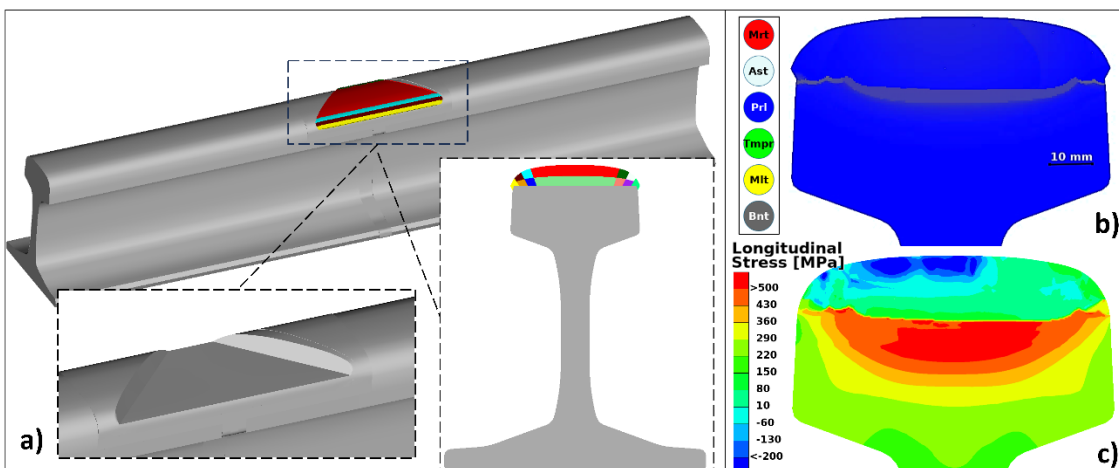 a)
Mrt
Ast
Prl
Tmpr
Mlt
Bnt
10 mm
b)
Longitudinal
Stress [MPa]
>500
430
360
290
220
150
80
10
-60
-130
<-200
c)